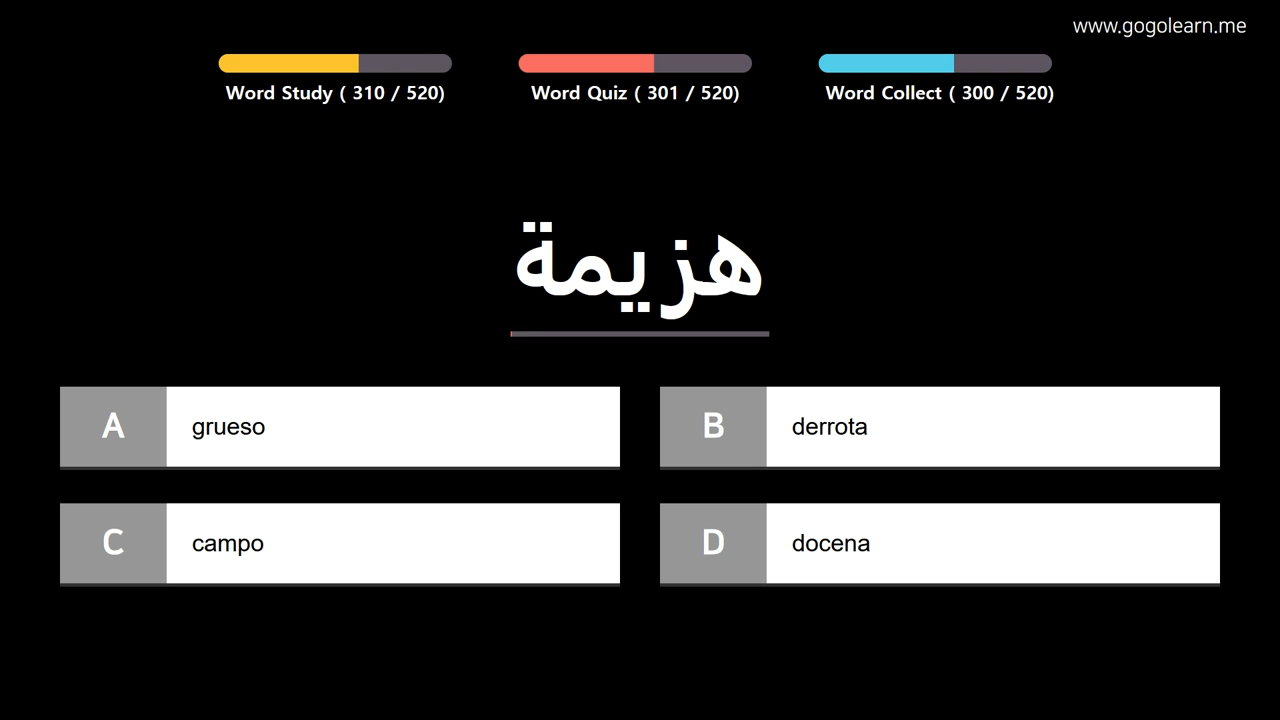 www.gogolearn.me
Word Study ( 310 / 520)
Word Quiz ( 301 / 520)
Word Collect ( 300 / 520)
هزيمة
A grueso
B derrota
C campo
D docena